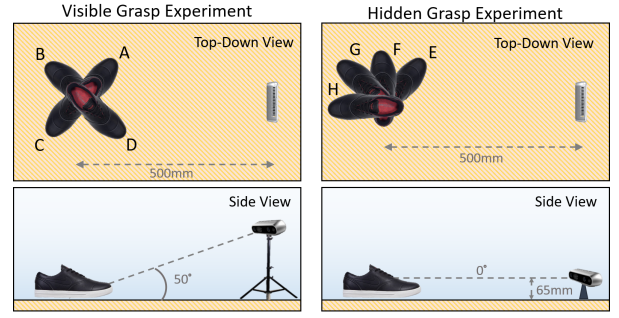 Visible Grasp Experiment
Top-Down View
B
A
C
D
500mm
Side View
50°
Hidden Grasp Experiment
Top-Down View
G
F
E
H
500mm
Side View
0°
65mm